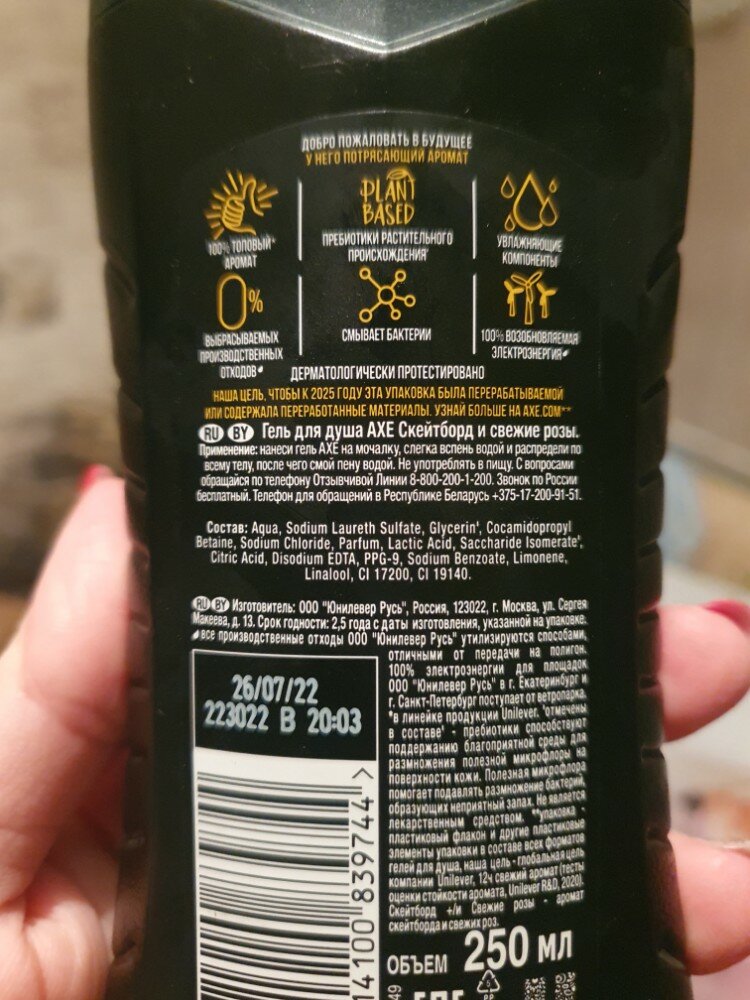 ДОБРО ПОЖАЛОВАТЬ В БУДУЩЕЕ
У НЕГО ПОТРЯСАЮЩИЙ АРОМАТ
PLANT
BASED
100% ТОПОВЫЙ*
АРОМАТ
ПРЕБИОТИКИ РАСТИТЕЛЬНОГО
ПРОИСХОЖДЕНИЯ
УВЛАЖНЯЮЩИЕ
КОМПОНЕНТЫ
0%
ВЫБРАСЫВАЕМЫХ
ПРОИЗВОДСТВЕННЫХ
ОТХОДОВ
СМЫВАЕТ БАКТЕРИИ
100% ВОЗОБНОВЛЯЕМАЯ
ЭЛЕКТРОЭНЕРГИЯ
ДЕРМАТОЛОГИЧЕСКИ ПРОТЕСТИРОВАНО
НАША ЦЕЛЬ, ЧТОБЫ К 2025 ГОДУ ЭТА УПАКОВКА БЫЛА ПЕРЕРАБАТЫВАЕМОЙ
ИЛИ СОДЕРЖАЛА ПЕРЕРАБОТАННЫЕ МАТЕРИАЛЫ. УЗНАЙ БОЛЬШЕ НА AXE.COM**
RU BY Гель для душа AXE Скейтборд и свежие розы.
Применение: нанеси гель AXE на мочалку, слегка вспень водой и распредели по
всему телу, после чего смой пену водой. Не употреблять в пищу. С вопросами
обращайся по телефону Отзывчивой Линии 8-800-200-1-200. Звонок по России
бесплатный. Телефон для обращений в Республике Беларусь +375-17-200-91-51.
Состав: Aqua, Sodium Laureth Sulfate, Glycerin', Cocamidopropyl
Betaine, Sodium Chloride, Parfum, Lactic Acid, Saccharide Isomerate',
Citric Acid, Disodium EDTA, PPG-9, Sodium Benzoate, Limonene,
Linalool, CI 17200, CI 19140.
RU BY Изготовитель: ООО "Юнилевер Русь", Россия, 123022, г. Москва, ул. Сергея
Макеева, д. 13. Срок годности: 2,5 года с даты изготовления, указанной на упаковке.
все производственные отходы ООО "Юнилевер Русь" утилизируются способами,
отличными от передачи на полигон.
100% электроэнергии для площадок
ООО "Юнилевер Русь" в г. Екатеринбург и
г. Санкт-Петербург поступает от ветропарка.
*в линейке продукции Unilever. 'отмечены
в составе' - пребиотики способствуют
поддержанию благоприятной среды для
размножения полезной микрофлоры на
поверхности кожи. Полезная микрофлора
помогает подавлять размножение бактерий,
образующих неприятный запах. Не является
лекарственным средством. **упаковка -
пластиковый флакон и другие пластиковые
элементы упаковки в составе всех форматов
гелей для душа, наша цель - глобальная цель
компании Unilever, 12ч свежий аромат (тесты
оценки стойкости аромата, Unilever R&D, 2020).
Скейтборд +/и Свежие розы - аромат
скейтборда и свежих роз.
26/07/22
223022 B 20:03
14100 839744 >
ОБЪЕМ 250 МЛ